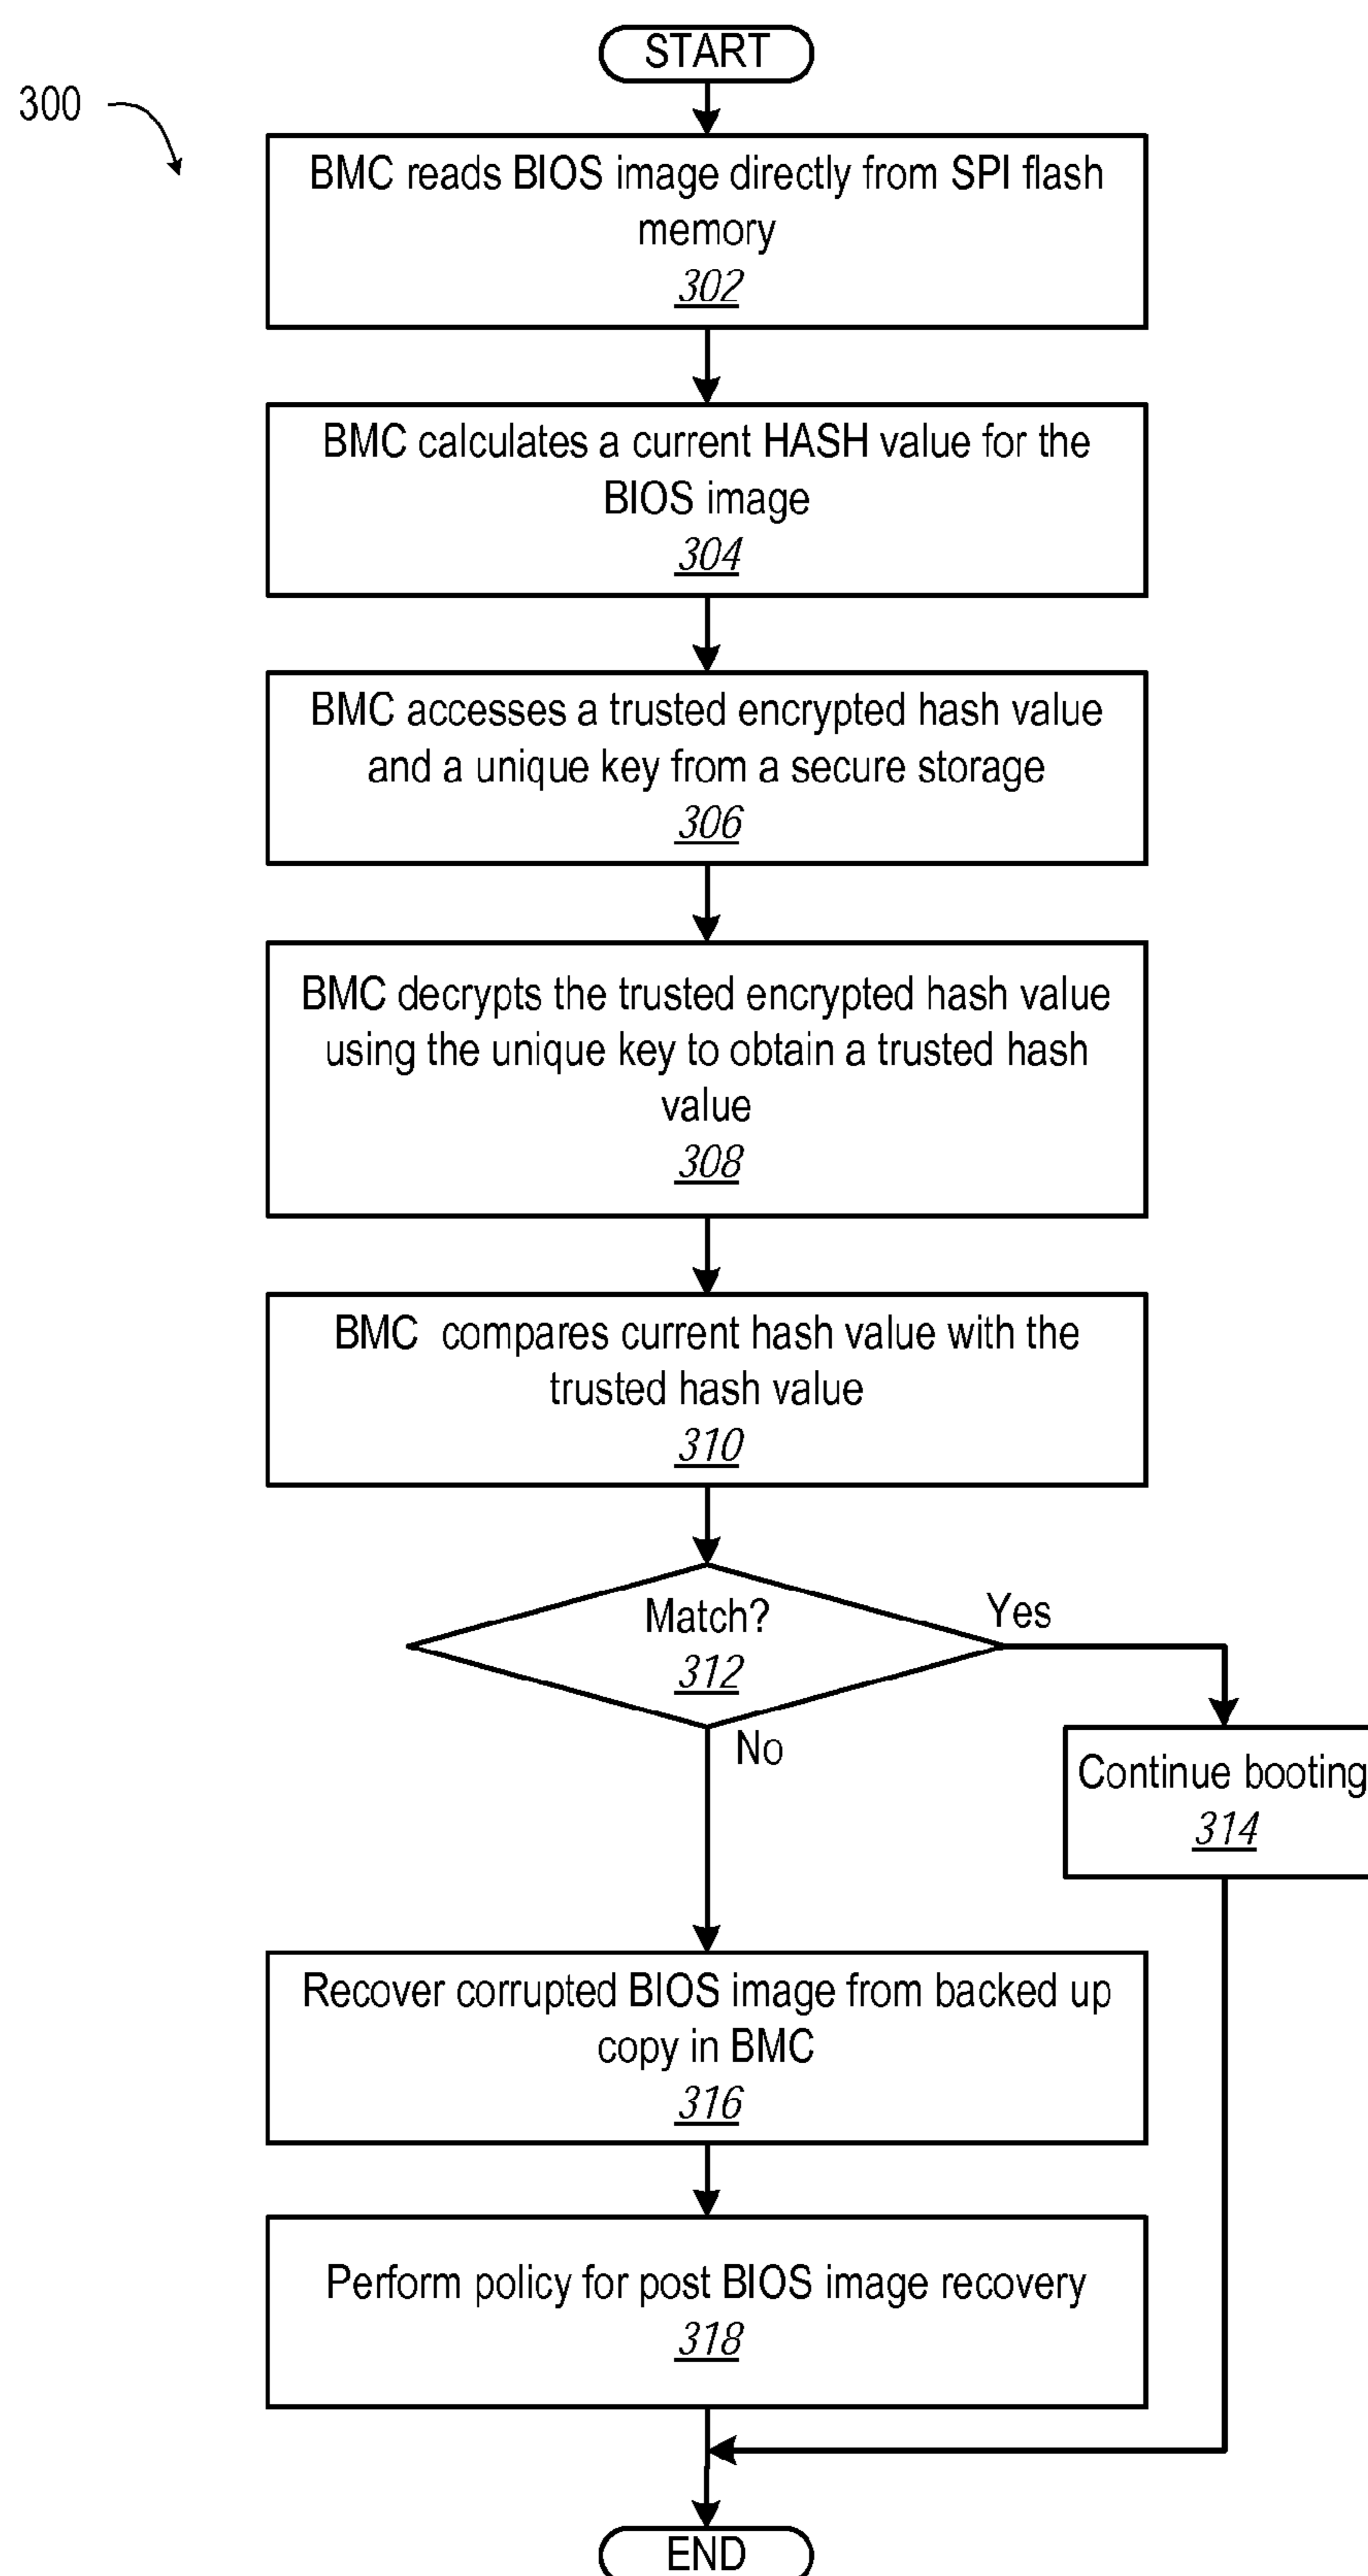 START
300
BMC reads BIOS image directly from SPI flash
memory
302
BMC calculates a current HASH value for the
BIOS image
304
BMC accesses a trusted encrypted hash value
and a unique key from a secure storage
306
BMC decrypts the trusted encrypted hash value
using the unique key to obtain a trusted hash
value
308
BMC compares current hash value with the
trusted hash value
310
Match?
312
Yes
No
Continue booting
314
Recover corrupted BIOS image from backed up
copy in BMC
316
Perform policy for post BIOS image recovery
318
END